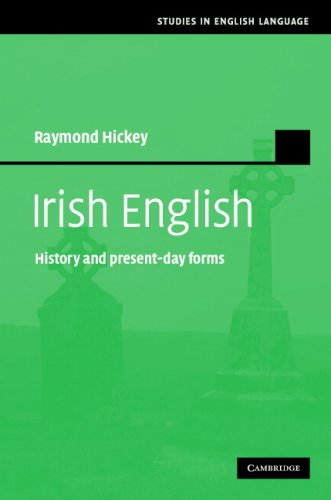 STUDIES IN ENGLISH LANGUAGE
Raymond Hickey
Irish English
History and present-day forms
CAMBRIDGE